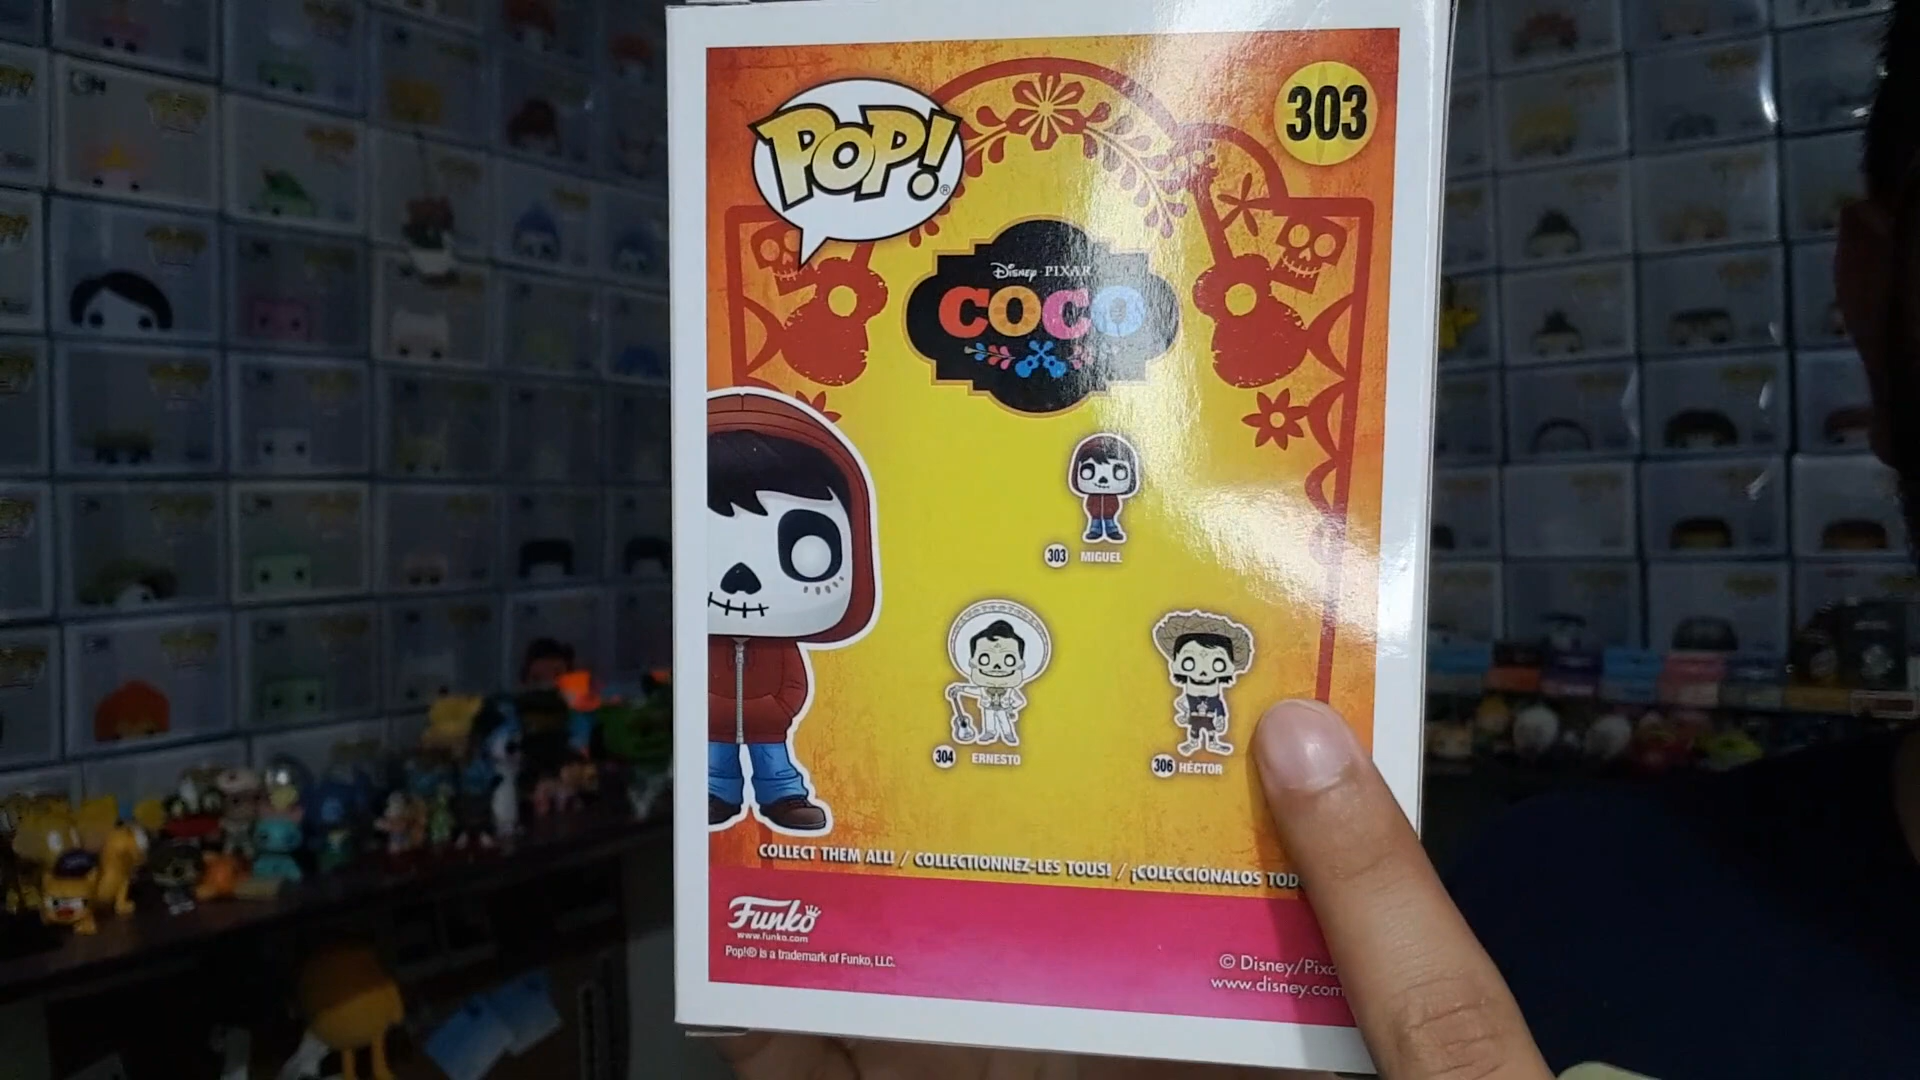 POP!
303
Disney · PIXAR
COCO
303 MIGUEL
304 ERNESTO
306 HÉCTOR
COLLECT THEM ALL! / COLLECTIONNEZ-LES TOUS! / ¡COLECCIÓNALOS TOD
Funko
www.funko.com
Pop!® is a trademark of Funko, LLC.
© Disney/Pixa
www.disney.com